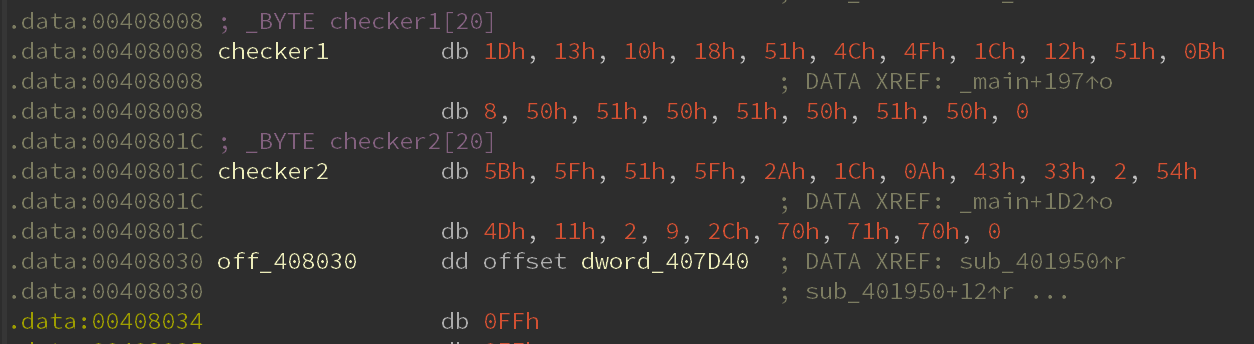 .data:00408008 ; _BYTE checker1[20]
.data:00408008 checker1 db 1Dh, 13h, 10h, 18h, 51h, 4Ch, 4Fh, 1Ch, 12h, 51h, 0Bh
.data:00408008 ; DATA XREF: _main+197↑o
.data:00408008 db 8, 50h, 51h, 50h, 51h, 50h, 51h, 50h, 0
.data:0040801C ; _BYTE checker2[20]
.data:0040801C checker2 db 5Bh, 5Fh, 51h, 5Fh, 2Ah, 1Ch, 0Ah, 43h, 33h, 2, 54h
.data:0040801C ; DATA XREF: _main+1D2↑o
.data:0040801C db 4Dh, 11h, 2, 9, 2Ch, 70h, 71h, 70h, 0
.data:00408030 off_408030 dd offset dword_407D40 ; DATA XREF: sub_401950↑r
.data:00408030 ; sub_401950+12↑r ...
.data:00408034 db 0FFh